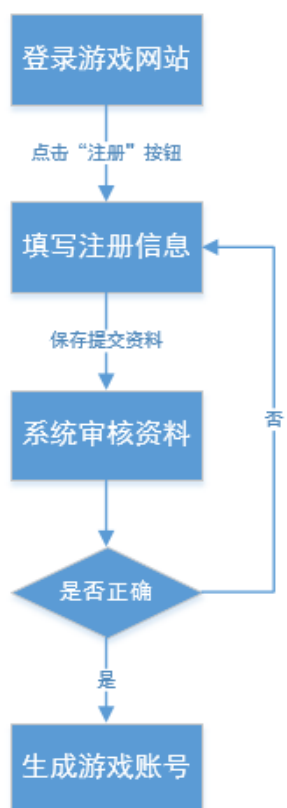 登录游戏网站
点击“注册”按钮
填写注册信息
保存提交资料
系统审核资料
否
是否正确
是
生成游戏账号